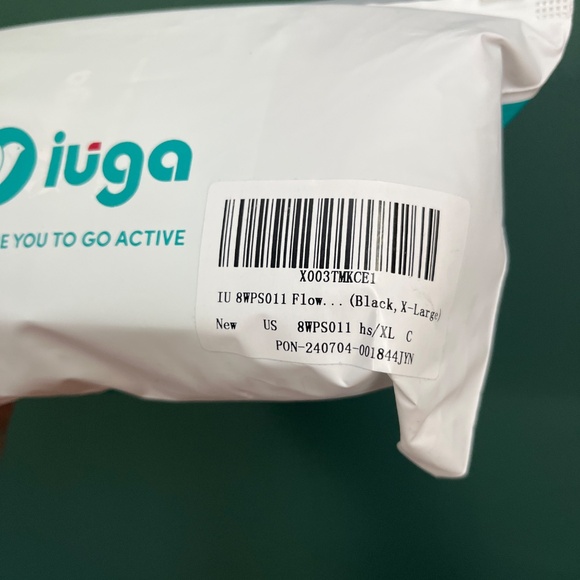 iuga
E YOU TO GO ACTIVE
X003TMKCE1
IU 8WPS011 Flow... (Black, X-Large)
New US 8WPS011 hs/XL C
PON-240704-001844JYN